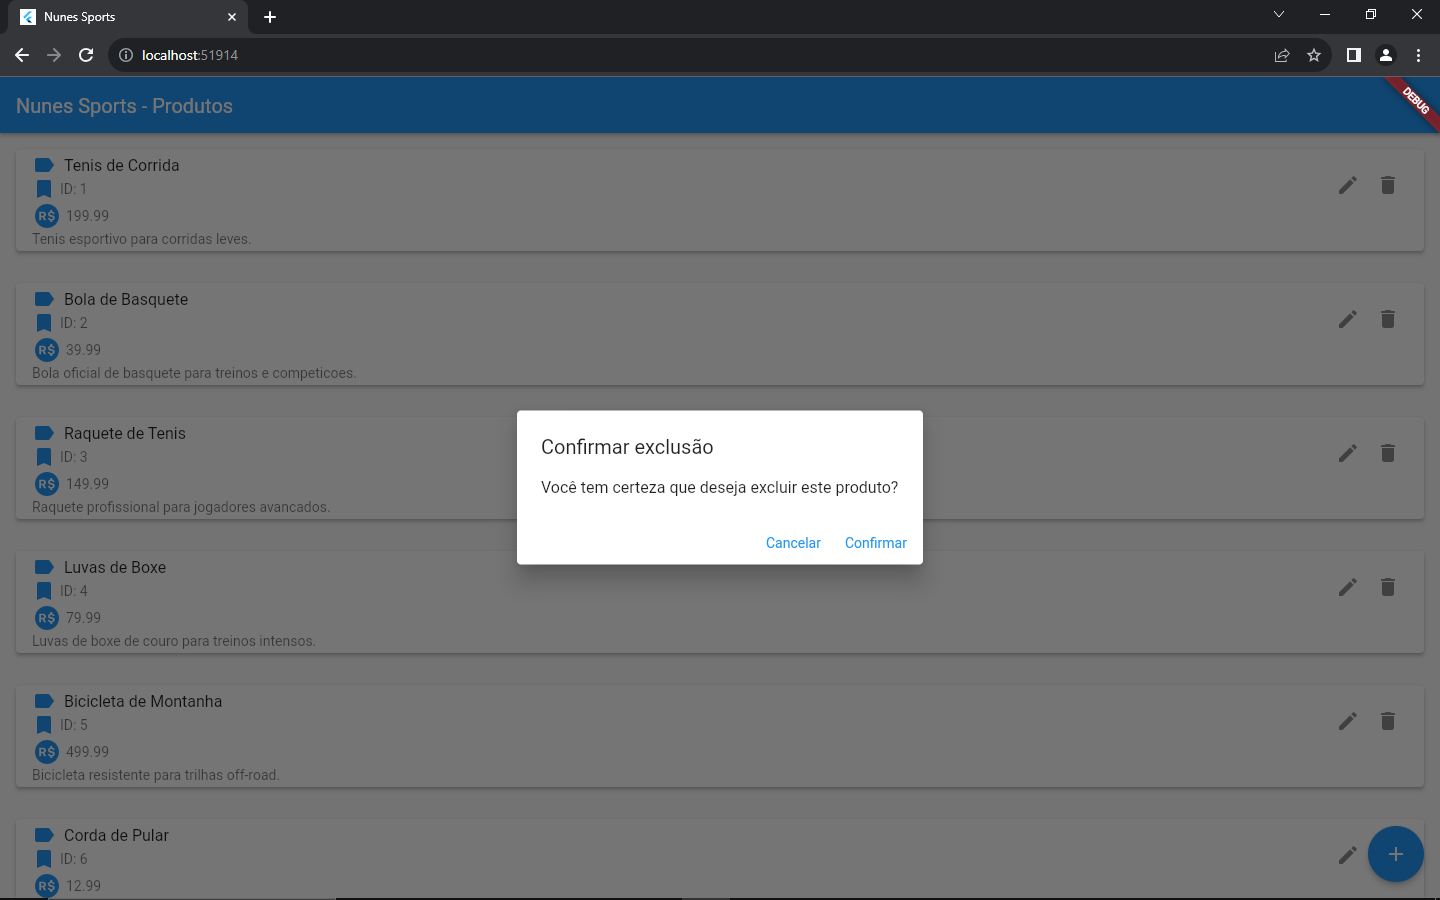 Nunes Sports
localhost:51914
Nunes Sports - Produtos
DEBUG
Tenis de Corrida
ID: 1
R$ 199.99
Tenis esportivo para corridas leves.
Bola de Basquete
ID: 2
R$ 39.99
Bola oficial de basquete para treinos e competicoes.
Raquete de Tenis
ID: 3
R$ 149.99
Raquete profissional para jogadores avancados.
Confirmar exclusão
Você tem certeza que deseja excluir este produto?
Cancelar Confirmar
Luvas de Boxe
ID: 4
R$ 79.99
Luvas de boxe de couro para treinos intensos.
Bicicleta de Montanha
ID: 5
R$ 499.99
Bicicleta resistente para trilhas off-road.
Corda de Pular
ID: 6
R$ 12.99